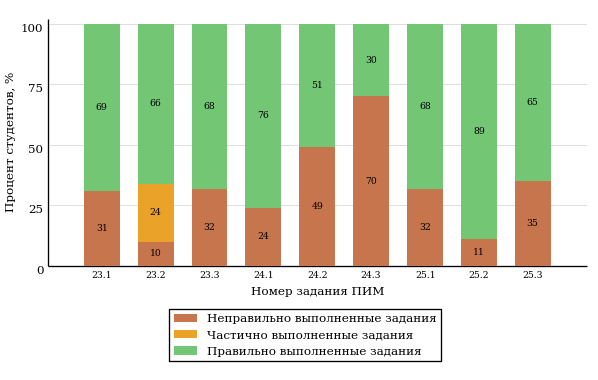 Процент студентов, %
100
75
50
25
0
69 66 68 76 51 30 68 89 65
24
31 10 32 24 49 70 32 11 35
23.1 23.2 23.3 24.1 24.2 24.3 25.1 25.2 25.3
Номер задания ПИМ
Неправильно выполненные задания
Частично выполненные задания
Правильно выполненные задания